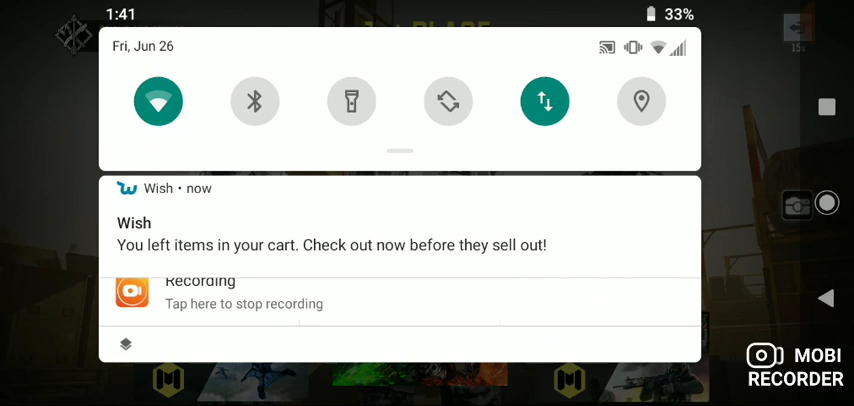 1:41
33%
Fri, Jun 26
15s
Wish • now
Wish
You left items in your cart. Check out now before they sell out!
Recording
Tap here to stop recording
MOBI
RECORDER